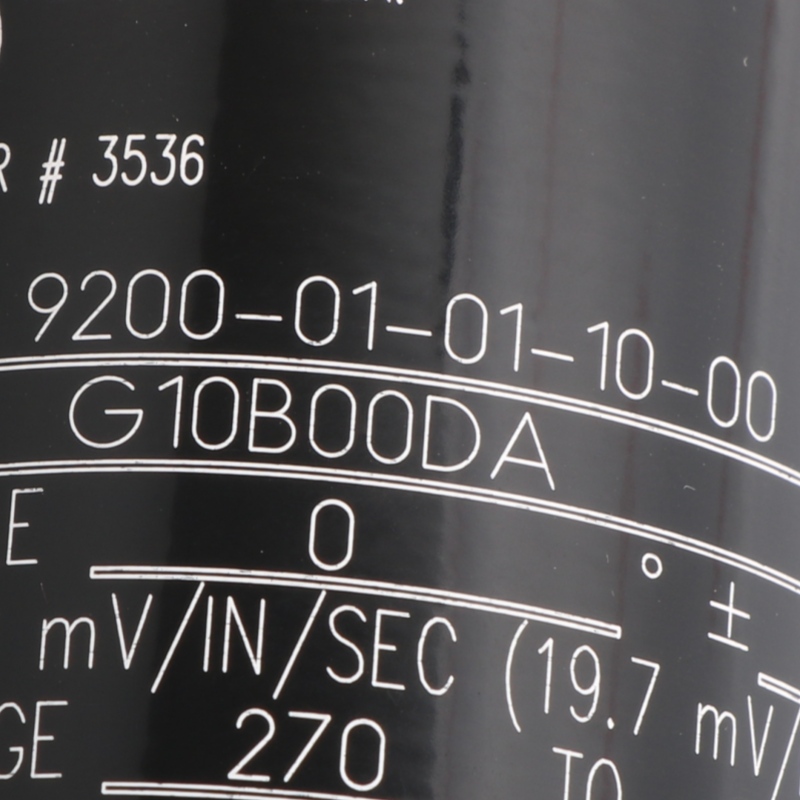 R # 3536
9200-01-01-10-00
G10B00DA
E 0 ° ±
mV/IN/SEC (19.7 mV/
GE 270 TO